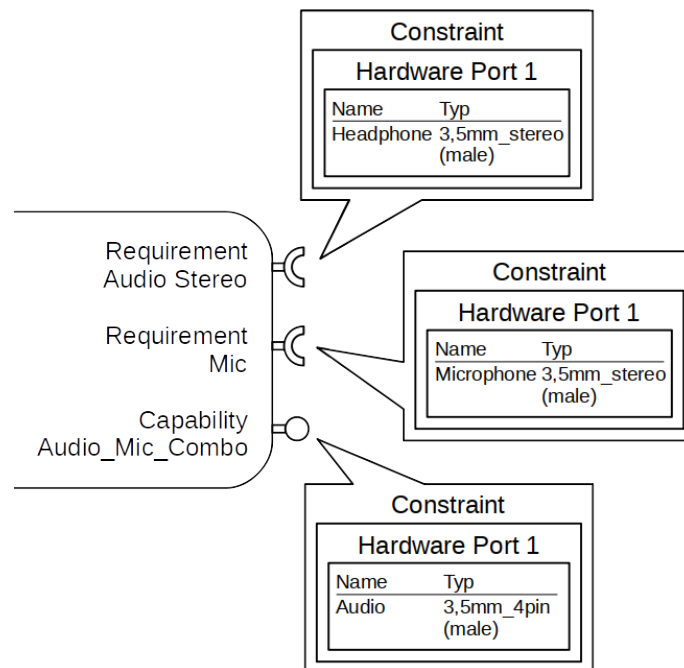 Constraint
Hardware Port 1
Name Typ
Headphone 3,5mm_stereo
(male)
Requirement
Audio Stereo
Constraint
Hardware Port 1
Name Typ
Microphone 3,5mm_stereo
(male)
Requirement
Mic
Capability
Audio_Mic_Combo
Constraint
Hardware Port 1
Name Typ
Audio 3,5mm_4pin
(male)